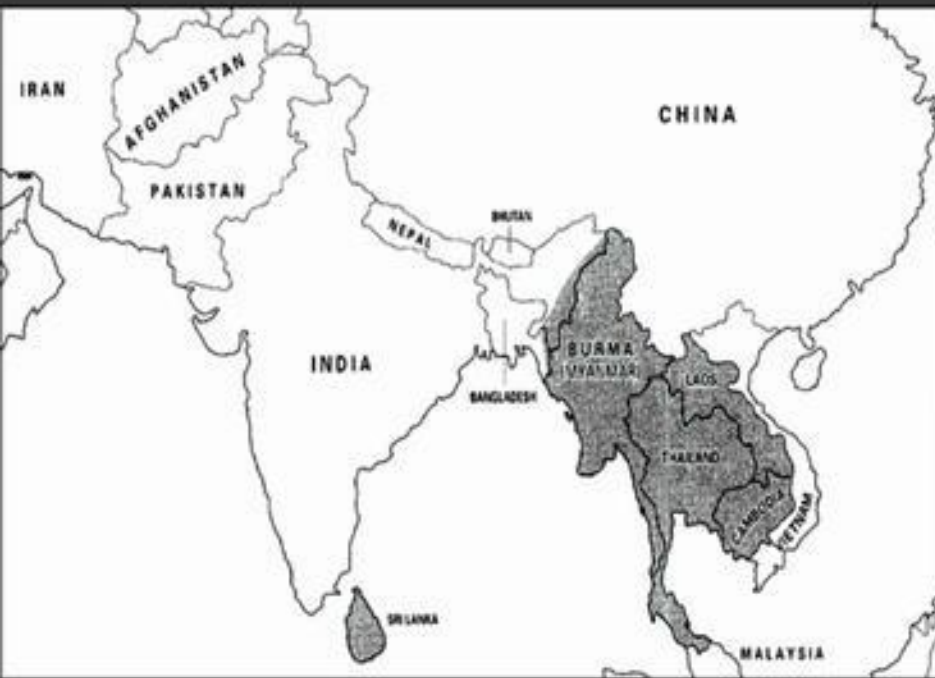 IRAN
AFGHANISTAN
CHINA
PAKISTAN
NEPAL
BHUTAN
INDIA
BURMA
(MYANMAR)
LAOS
BANGLADESH
THAILAND
CAMBODIA
VIETNAM
SRI LANKA
MALAYSIA